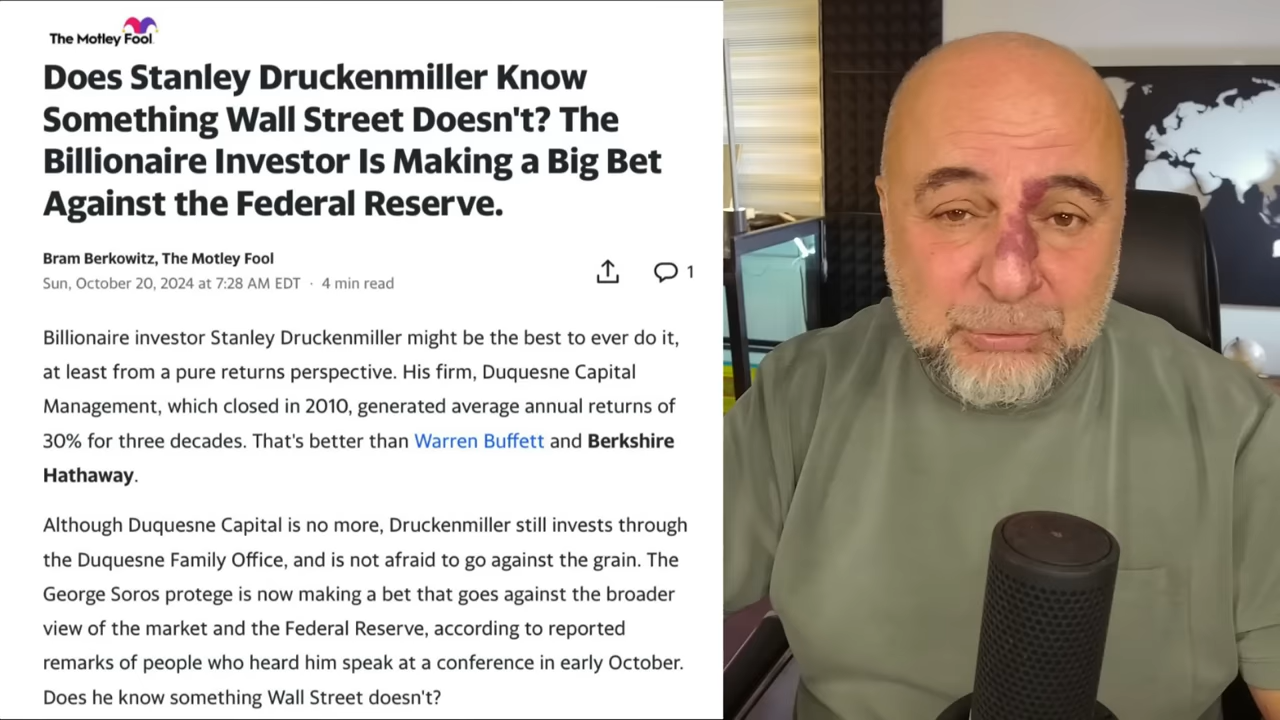 The Motley Fool
Does Stanley Druckenmiller Know
Something Wall Street Doesn't? The
Billionaire Investor Is Making a Big Bet
Against the Federal Reserve.
Bram Berkowitz, The Motley Fool
Sun, October 20, 2024 at 7:28 AM EDT · 4 min read
1
Billionaire investor Stanley Druckenmiller might be the best to ever do it,
at least from a pure returns perspective. His firm, Duquesne Capital
Management, which closed in 2010, generated average annual returns of
30% for three decades. That's better than Warren Buffett and Berkshire
Hathaway.
Although Duquesne Capital is no more, Druckenmiller still invests through
the Duquesne Family Office, and is not afraid to go against the grain. The
George Soros protege is now making a bet that goes against the broader
view of the market and the Federal Reserve, according to reported
remarks of people who heard him speak at a conference in early October.
Does he know something Wall Street doesn't?